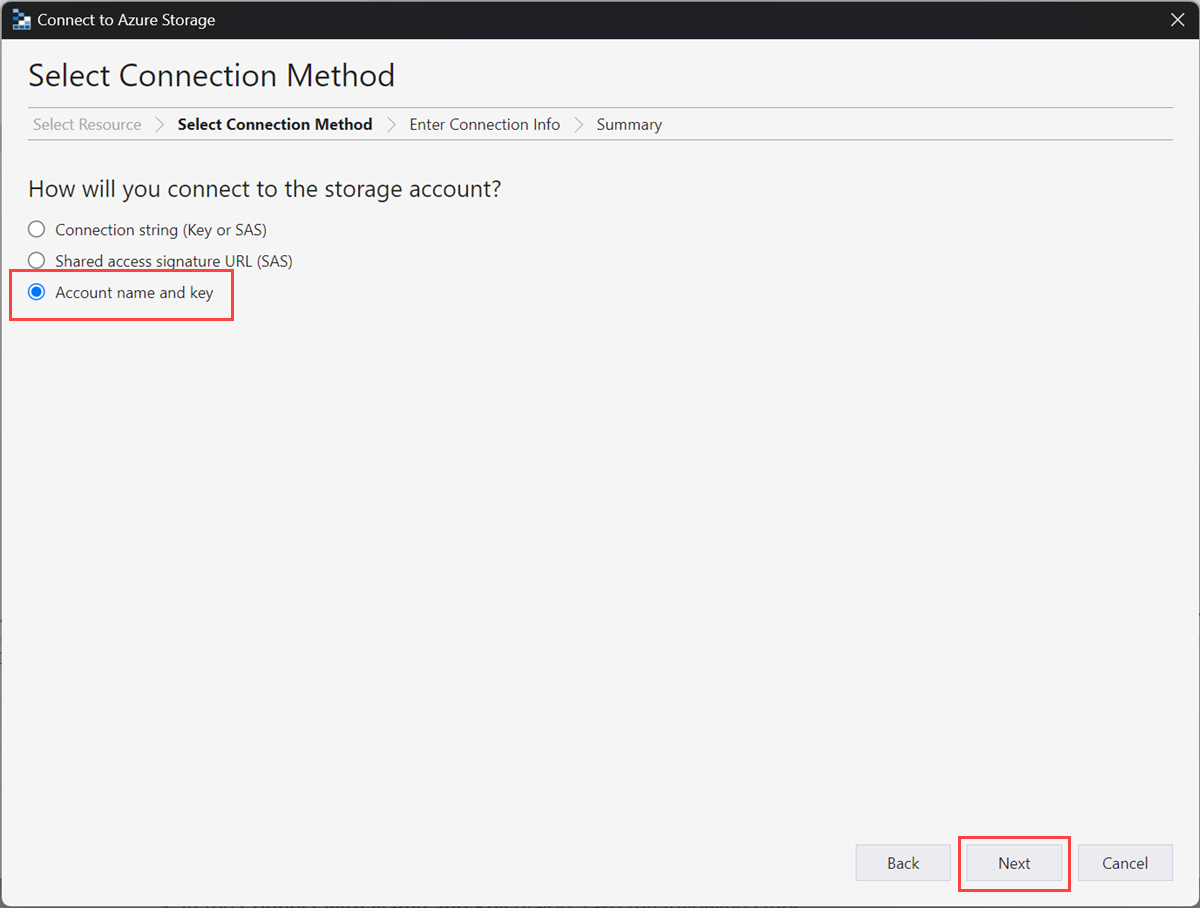 Connect to Azure Storage
Select Connection Method
Select Resource Select Connection Method Enter Connection Info Summary
How will you connect to the storage account?
Connection string (Key or SAS)
Shared access signature URL (SAS)
Account name and key
Back Next Cancel